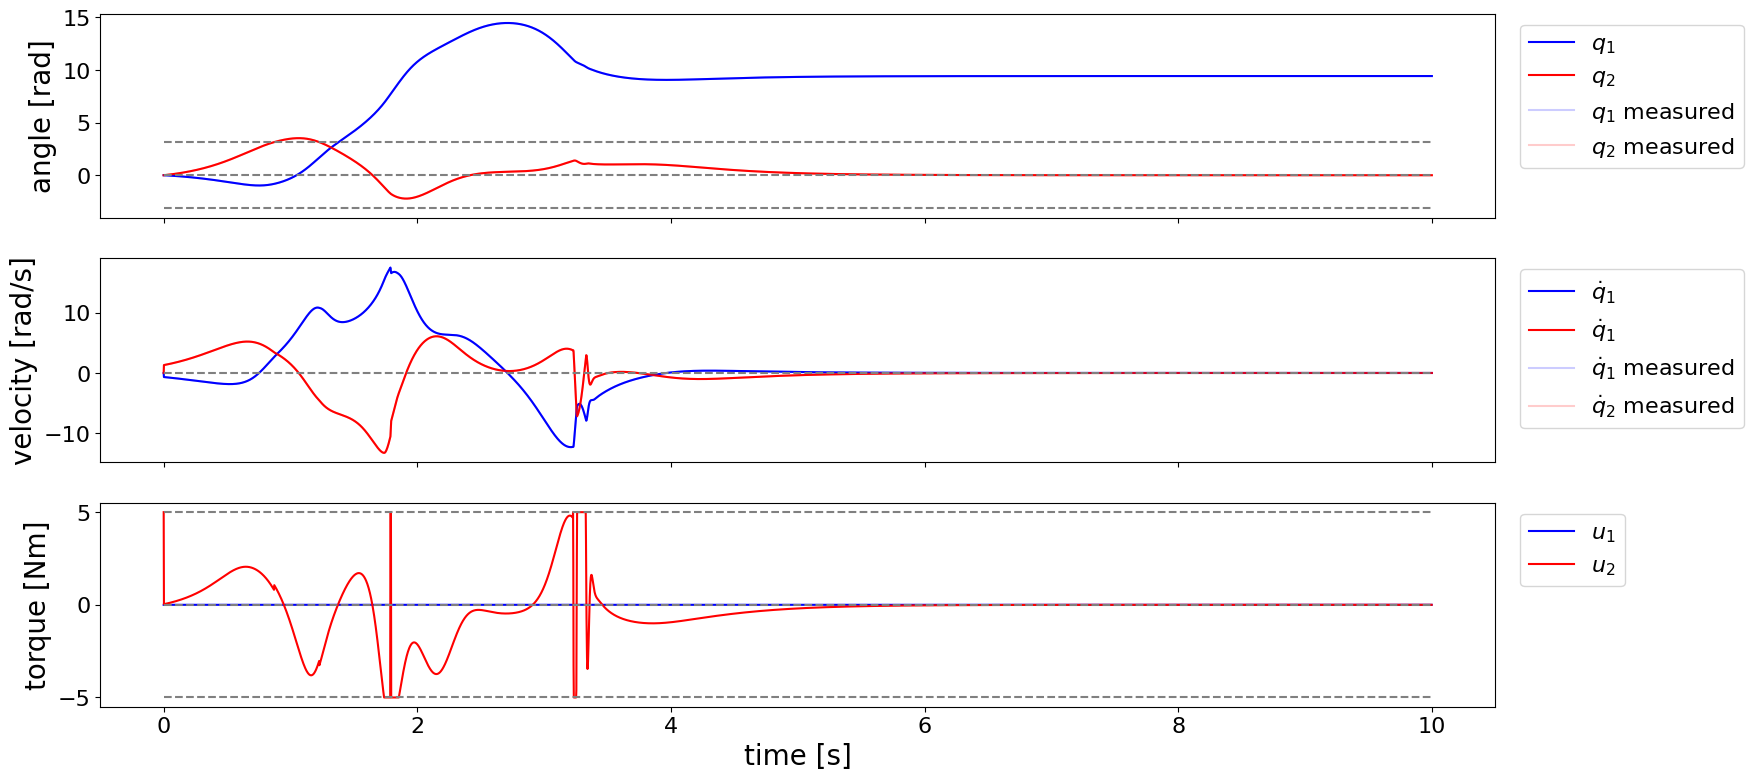 angle [rad]
15
10
5
0
q₁
q₂
q₁ measured
q₂ measured
velocity [rad/s]
10
0
−10
q̇₁
q̇₁
q̇₁ measured
q̇₂ measured
torque [Nm]
5
0
−5
u₁
u₂
0 2 4 6 8 10
time [s]